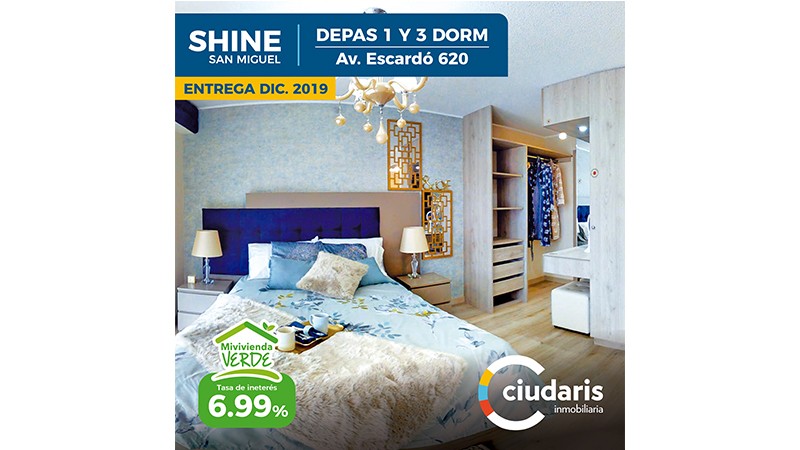 SHINE
SAN MIGUEL
DEPAS 1 Y 3 DORM
Av. Escardó 620
ENTREGA DIC. 2019
Mivivienda
VERDE
Tasa de ineterés
6.99%
ciudaris
inmobiliaria